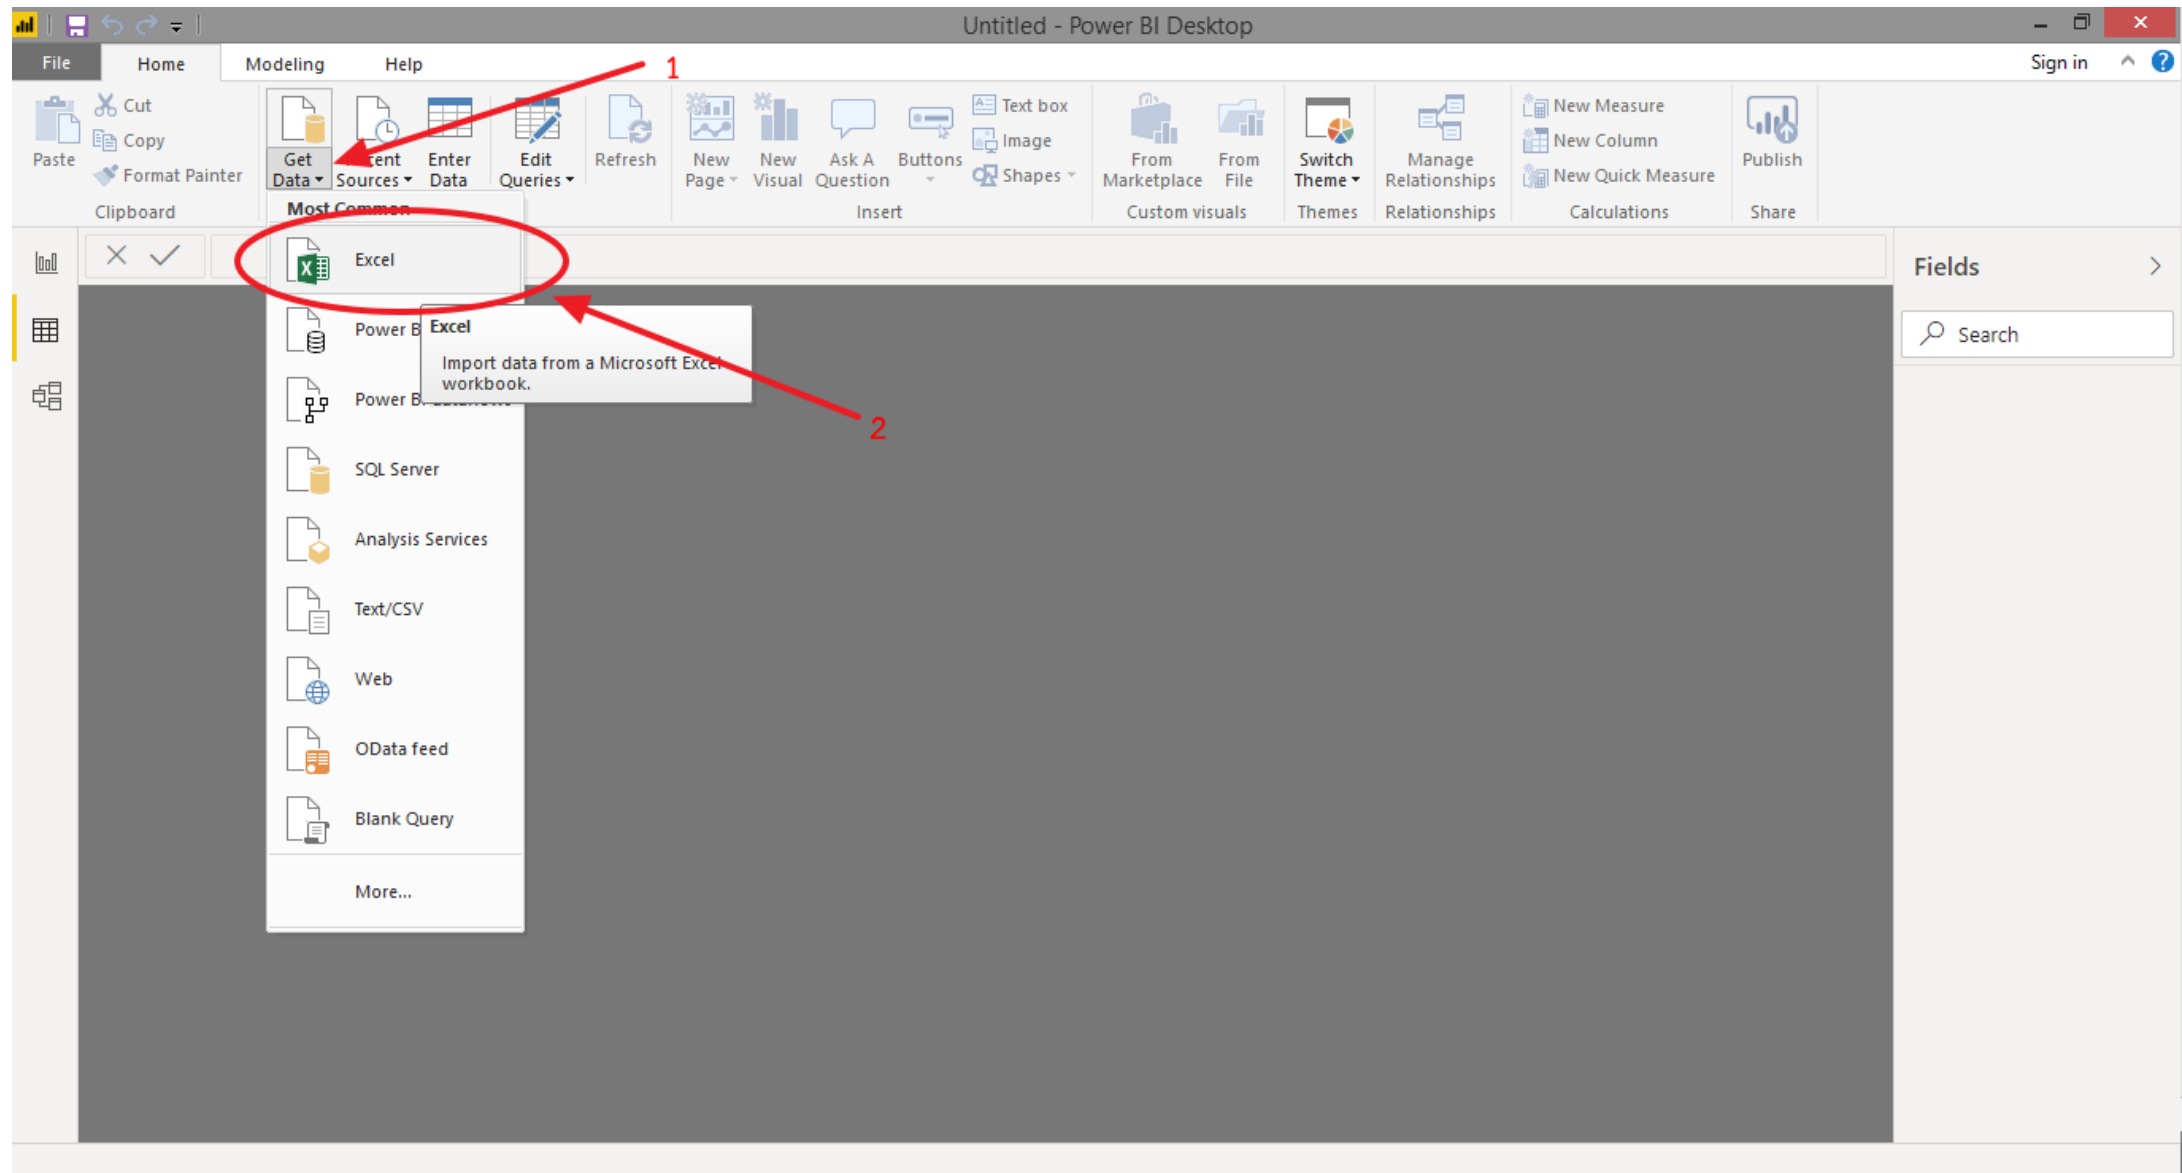 Untitled - Power BI Desktop
File Home Modeling Help 1 Sign in
Paste
Cut
Copy
Format Painter
Clipboard
Get Data
Sources
Enter Data
Edit Queries
Refresh
New Page
New Visual
Ask A Question
Buttons
Text box
Image
Shapes
Insert
From Marketplace
From File
Custom visuals
Switch Theme
Themes
Manage Relationships
Relationships
New Measure
New Column
New Quick Measure
Calculations
Publish
Share
Most Common
Excel
Power B
Excel
Import data from a Microsoft Excel
workbook.
Power B
2
SQL Server
Analysis Services
Text/CSV
Web
OData feed
Blank Query
More...
Fields
Search